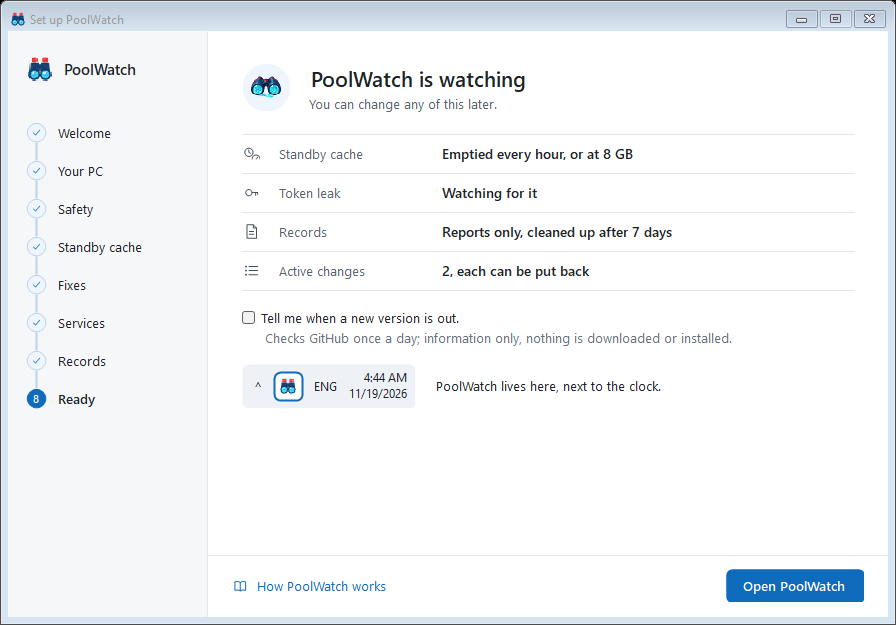 Set up PoolWatch
PoolWatch
Welcome
Your PC
Safety
Standby cache
Fixes
Services
Records
8 Ready
PoolWatch is watching
You can change any of this later.
Standby cache Emptied every hour, or at 8 GB
Token leak Watching for it
Records Reports only, cleaned up after 7 days
Active changes 2, each can be put back
Tell me when a new version is out.
Checks GitHub once a day; information only, nothing is downloaded or installed.
^ ENG 4:44 AM
11/19/2026
PoolWatch lives here, next to the clock.
How PoolWatch works
Open PoolWatch